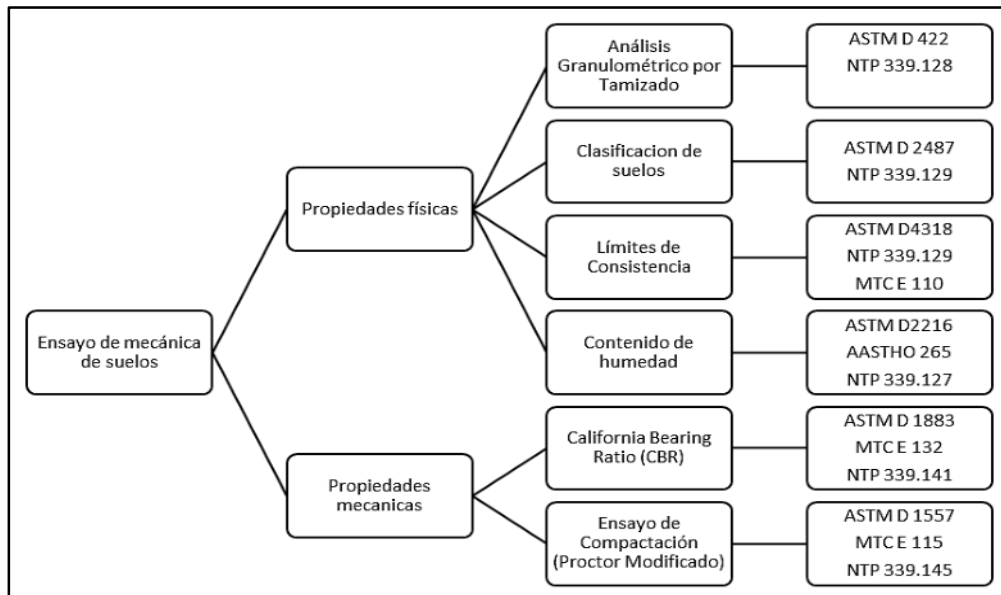 Ensayo de mecánica
de suelos
Propiedades físicas
Análisis
Granulométrico por
Tamizado
ASTM D 422
NTP 339.128
Clasificacion de
suelos
ASTM D 2487
NTP 339.129
Límites de
Consistencia
ASTM D4318
NTP 339.129
MTC E 110
Contenido de
humedad
ASTM D2216
AASTHO 265
NTP 339.127
Propiedades
mecanicas
California Bearing
Ratio (CBR)
ASTM D 1883
MTC E 132
NTP 339.141
Ensayo de
Compactación
(Proctor Modificado)
ASTM D 1557
MTC E 115
NTP 339.145